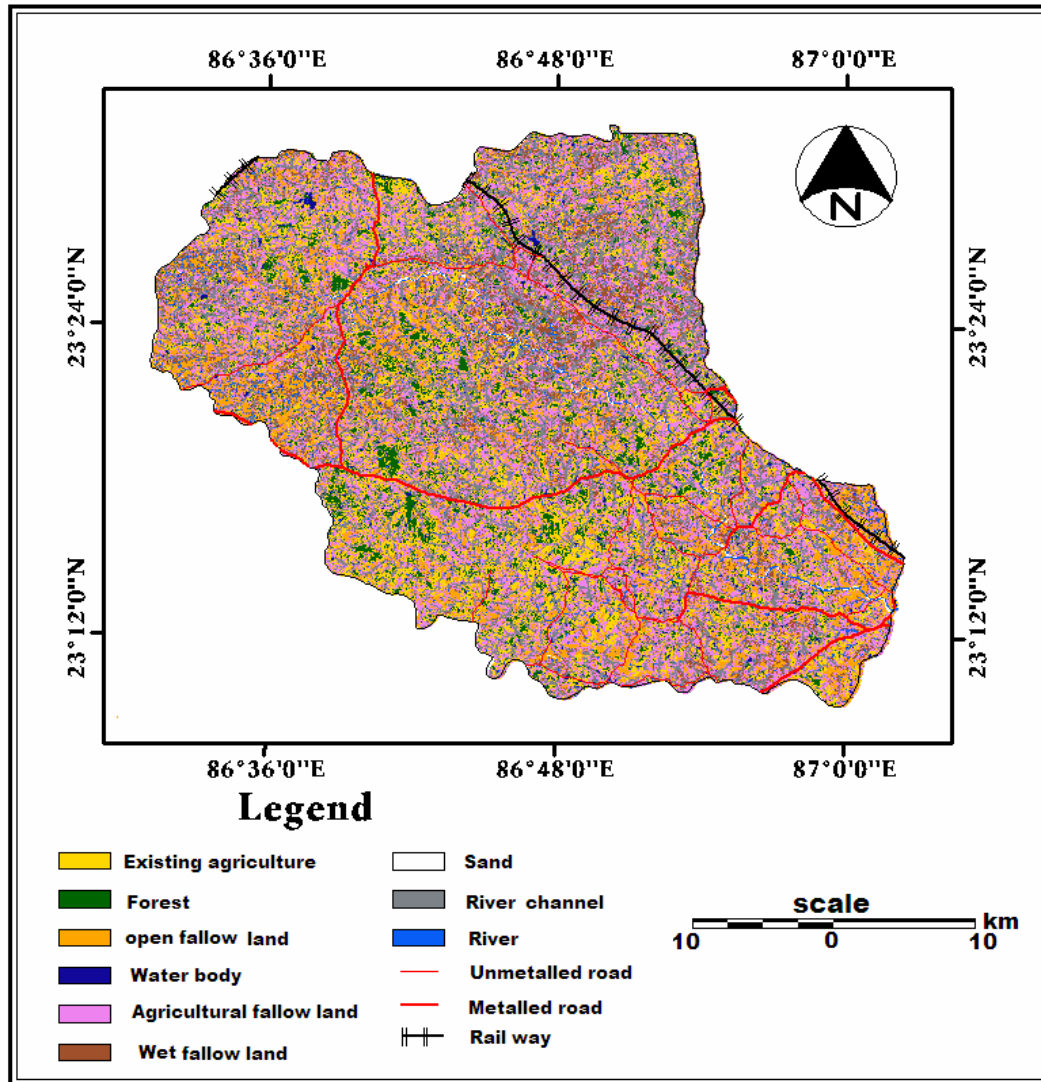 86°36'0"E 86°48'0"E 87°0'0"E
N
23°24'0"N 23°24'0"N
23°12'0"N 23°12'0"N
86°36'0"E 86°48'0"E 87°0'0"E
Legend
Existing agriculture
Forest
open fallow land
Water body
Agricultural fallow land
Wet fallow land
Sand
River channel
River
Unmetalled road
Metalled road
Rail way
scale
km
10 0 10